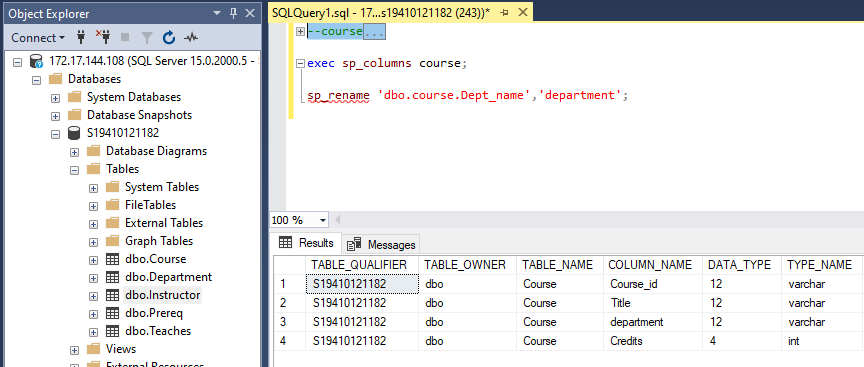 Object Explorer
Connect
172.17.144.108 (SQL Server 15.0.2000.5 -
Databases
System Databases
Database Snapshots
S19410121182
Database Diagrams
Tables
System Tables
FileTables
External Tables
Graph Tables
dbo.Course
dbo.Department
dbo.Instructor
dbo.Prereq
dbo.Teaches
Views
External Resources
SQLQuery1.sql - 17...s19410121182 (243))*
--course...
exec sp_columns course;
sp_rename 'dbo.course.Dept_name','department';
100 %
Results Messages
TABLE_QUALIFIER TABLE_OWNER TABLE_NAME COLUMN_NAME DATA_TYPE TYPE_NAME
1 S19410121182 dbo Course Course_id 12 varchar
2 S19410121182 dbo Course Title 12 varchar
3 S19410121182 dbo Course department 12 varchar
4 S19410121182 dbo Course Credits 4 int